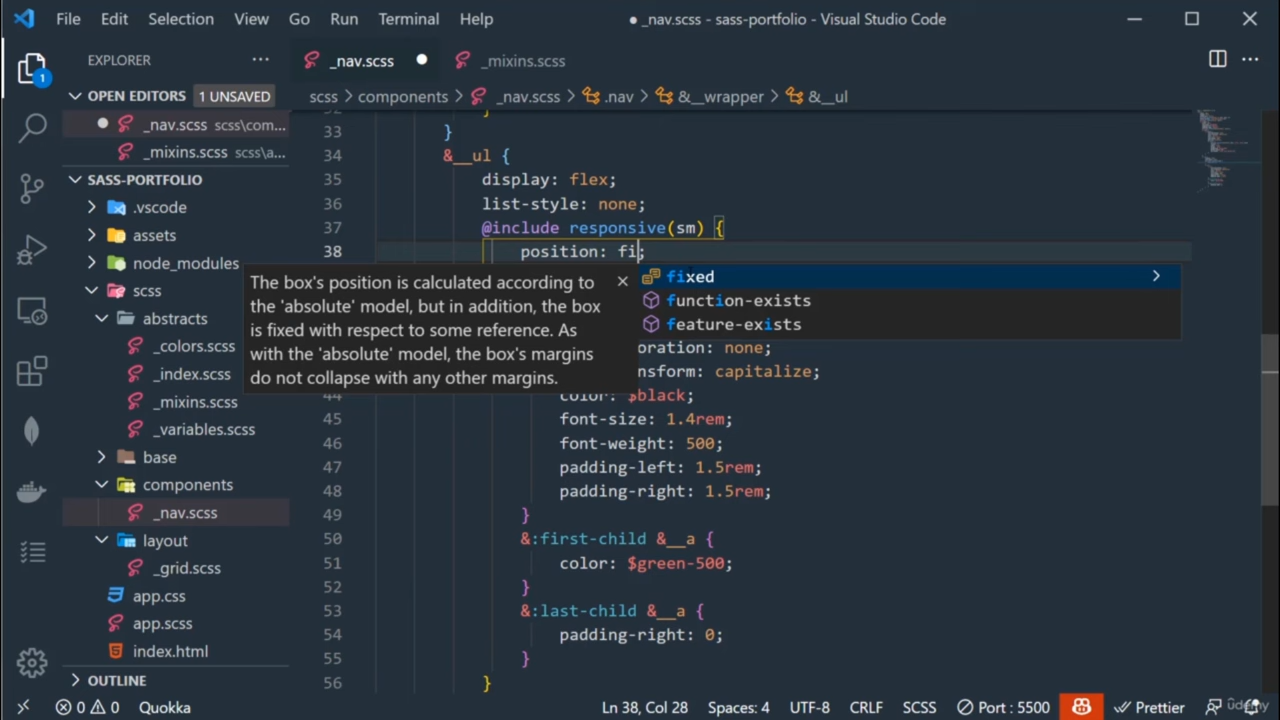 File Edit Selection View Go Run Terminal Help
● _nav.scss - sass-portfolio - Visual Studio Code
EXPLORER
_nav.scss
_mixins.scss
OPEN EDITORS 1 UNSAVED
scss > components > _nav.scss > .nav > &__wrapper > &__ul
_nav.scss scss\com...
_mixins.scss scss\a...
SASS-PORTFOLIO
.vscode
assets
node_modules
scss
abstracts
_colors.scss
_index.scss
_mixins.scss
_variables.scss
base
components
_nav.scss
layout
_grid.scss
app.css
app.scss
index.html
OUTLINE
33 }
34 &__ul {
35 display: flex;
36 list-style: none;
37 @include responsive(sm) {
38 position: fi;
The box's position is calculated according to
the 'absolute' model, but in addition, the box
is fixed with respect to some reference. As
with the 'absolute' model, the box's margins
do not collapse with any other margins.
fixed
function-exists
feature-exists
oration: none;
nsform: capitalize;
44 color: $black;
45 font-size: 1.4rem;
46 font-weight: 500;
47 padding-left: 1.5rem;
48 padding-right: 1.5rem;
49 }
50 &:first-child &__a {
51 color: $green-500;
52 }
53 &:last-child &__a {
54 padding-right: 0;
55 }
56 }
1
0 0 Quokka Ln 38, Col 28 Spaces: 4 UTF-8 CRLF SCSS Port : 5500 Prettier
udemy